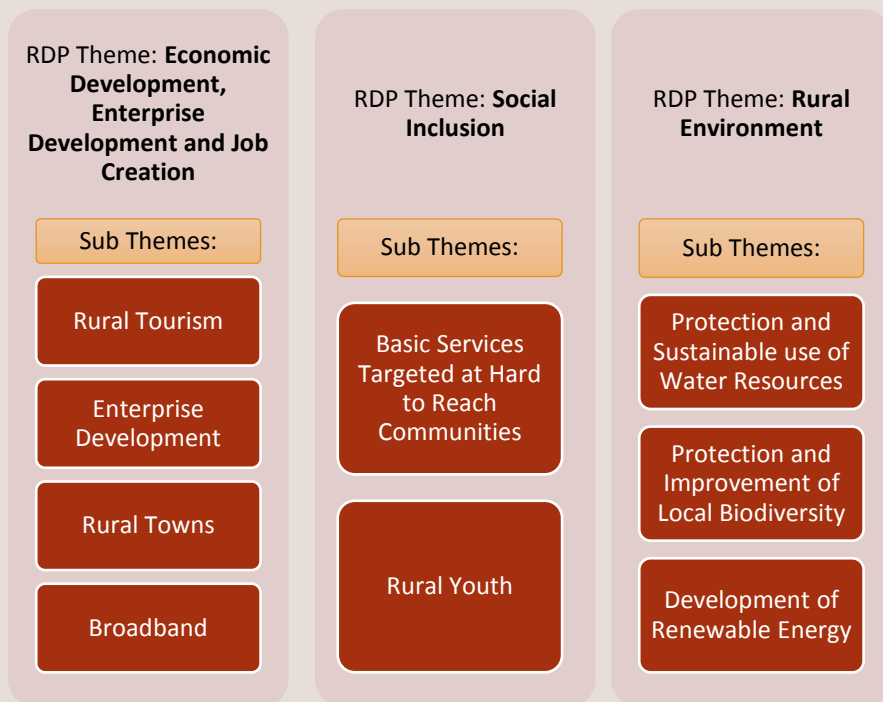 RDP Theme: Economic
Development,
Enterprise
Development and Job
Creation
Sub Themes:
Rural Tourism
Enterprise
Development
Rural Towns
Broadband
RDP Theme: Social
Inclusion
Sub Themes:
Basic Services
Targeted at Hard
to Reach
Communities
Rural Youth
RDP Theme: Rural
Environment
Sub Themes:
Protection and
Sustainable use of
Water Resources
Protection and
Improvement of
Local Biodiversity
Development of
Renewable Energy